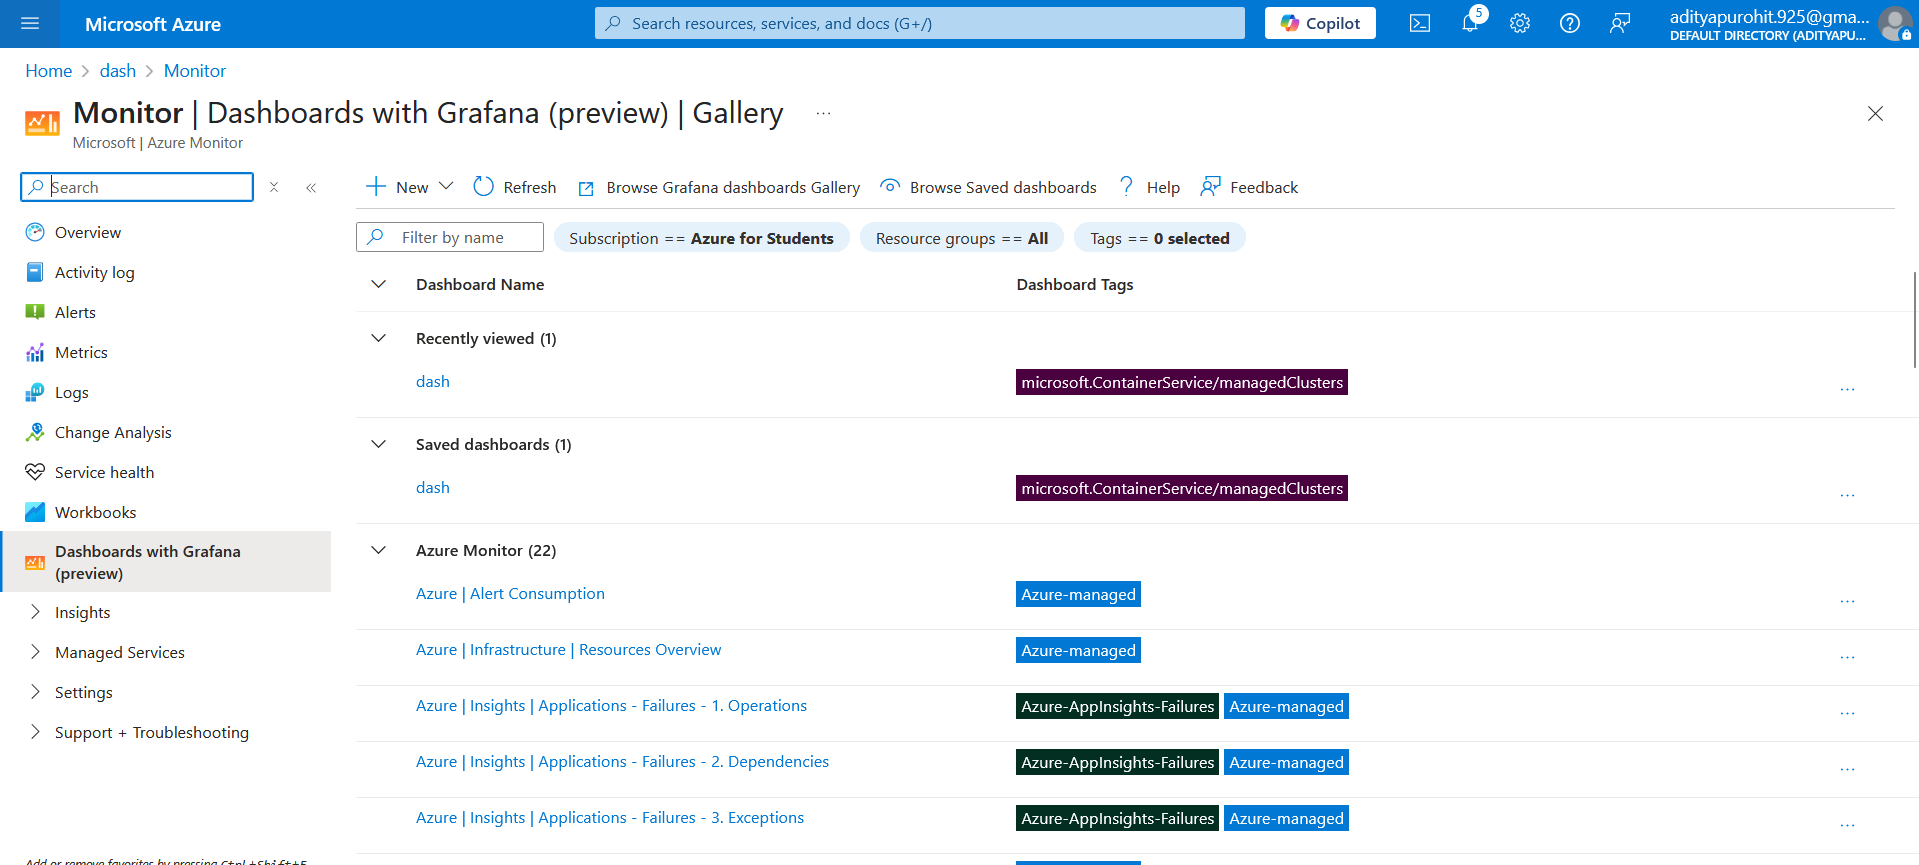 Microsoft Azure
Search resources, services, and docs (G+/)
Copilot
5
adityapurohit.925@gma...
DEFAULT DIRECTORY (ADITYAPU...
Home > dash > Monitor
Monitor | Dashboards with Grafana (preview) | Gallery ...
Microsoft | Azure Monitor
Search
Overview
Activity log
Alerts
Metrics
Logs
Change Analysis
Service health
Workbooks
Dashboards with Grafana
(preview)
Insights
Managed Services
Settings
Support + Troubleshooting
Add or remove favorites by pressing Ctrl+Shift+F
New
Refresh
Browse Grafana dashboards Gallery
Browse Saved dashboards
Help
Feedback
Filter by name
Subscription == Azure for Students
Resource groups == All
Tags == 0 selected
Dashboard Name Dashboard Tags
Recently viewed (1)
dash microsoft.ContainerService/managedClusters ...
Saved dashboards (1)
dash microsoft.ContainerService/managedClusters ...
Azure Monitor (22)
Azure | Alert Consumption Azure-managed ...
Azure | Infrastructure | Resources Overview Azure-managed ...
Azure | Insights | Applications - Failures - 1. Operations Azure-AppInsights-Failures Azure-managed ...
Azure | Insights | Applications - Failures - 2. Dependencies Azure-AppInsights-Failures Azure-managed ...
Azure | Insights | Applications - Failures - 3. Exceptions Azure-AppInsights-Failures Azure-managed ...